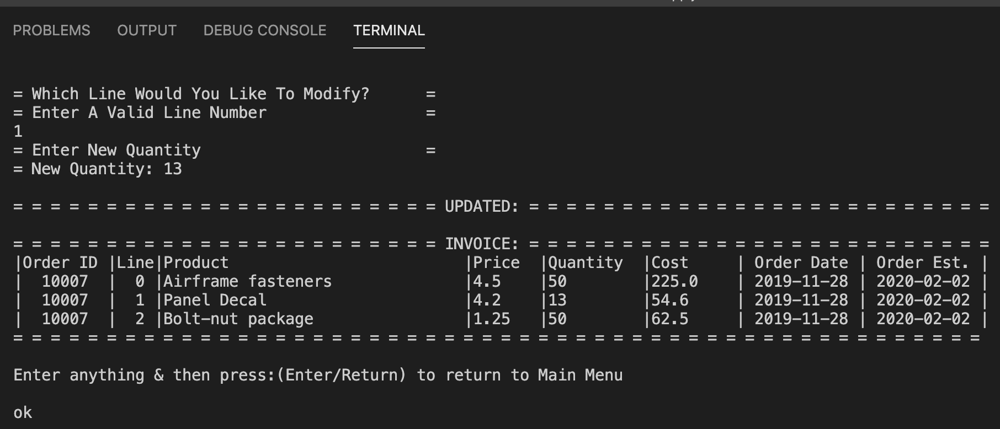 PROBLEMS OUTPUT DEBUG CONSOLE TERMINAL
= Which Line Would You Like To Modify?      =
= Enter A Valid Line Number                 =
1
= Enter New Quantity                        =
= New Quantity: 13
= = = = = = = = = = = = = = = = = = = = = = = UPDATED: = = = = = = = = = = = = = = = = = = = = = = = = =
= = = = = = = = = = = = = = = = = = = = = = = INVOICE: = = = = = = = = = = = = = = = = = = = = = = = = =
|Order ID |Line|Product                         |Price  |Quantity  |Cost     | Order Date | Order Est. |
|  10007  |  0 |Airframe fasteners              |4.5    |50        |225.0    | 2019-11-28 | 2020-02-02 |
|  10007  |  1 |Panel Decal                     |4.2    |13        |54.6     | 2019-11-28 | 2020-02-02 |
|  10007  |  2 |Bolt-nut package                |1.25   |50        |62.5     | 2019-11-28 | 2020-02-02 |
= = = = = = = = = = = = = = = = = = = = = = = = = = = = = = = = = = = = = = = = = = = = = = = = = = = =
Enter anything & then press:(Enter/Return) to return to Main Menu
ok